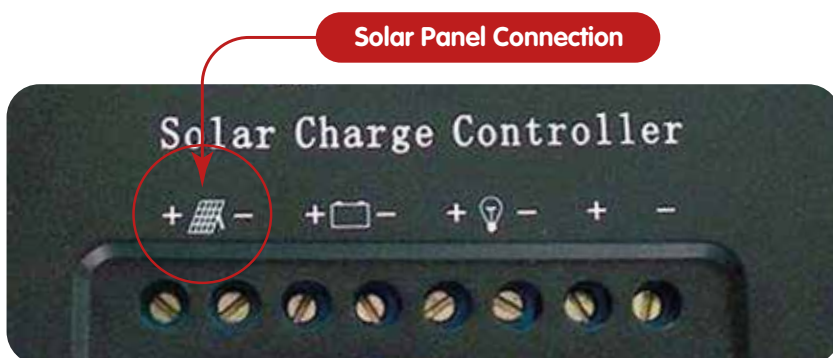 Solar Panel Connection
Solar Charge Controller
+ - + - + - + -